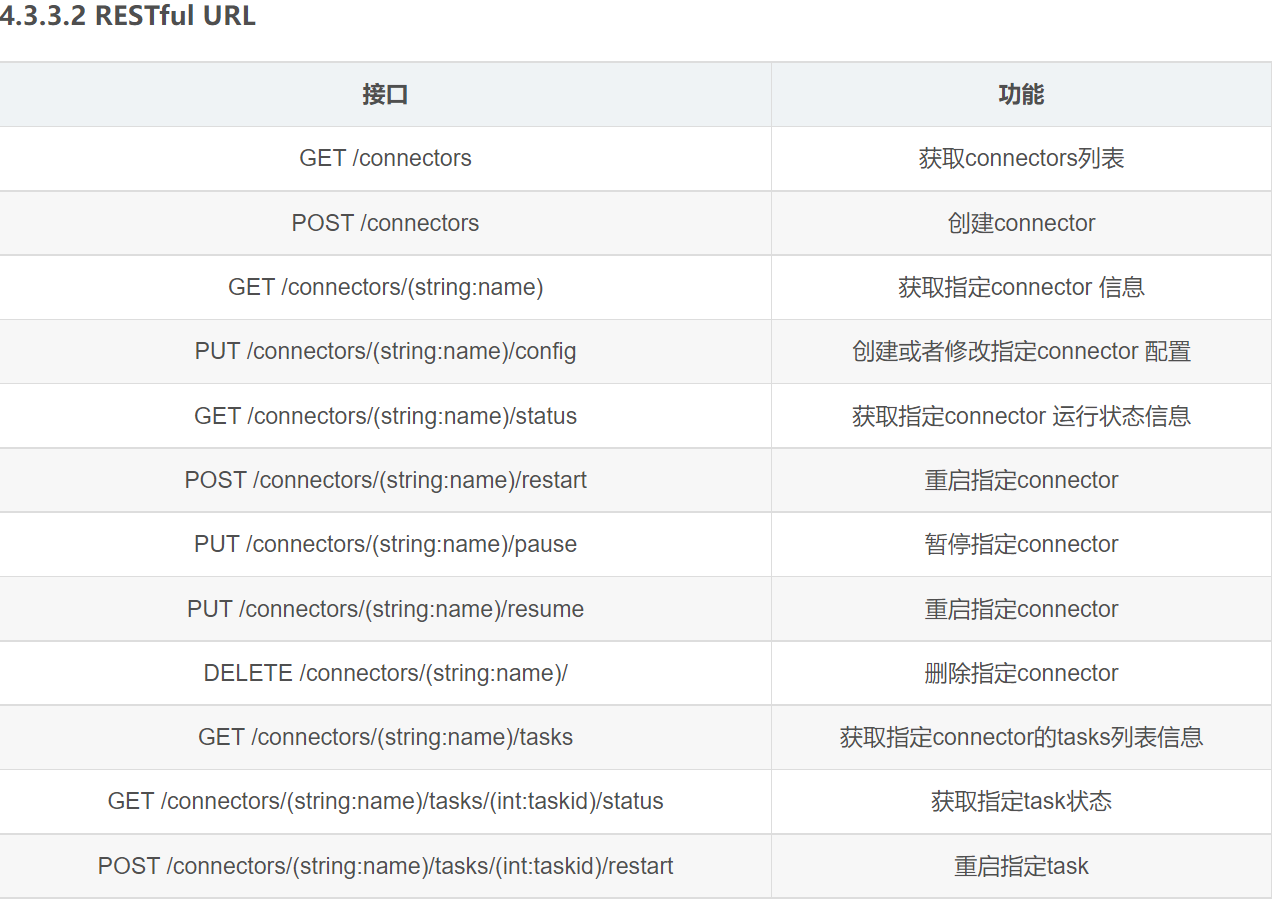 4.3.3.2 RESTful URL
接口 功能
GET /connectors 获取connectors列表
POST /connectors 创建connector
GET /connectors/(string:name) 获取指定connector 信息
PUT /connectors/(string:name)/config 创建或者修改指定connector 配置
GET /connectors/(string:name)/status 获取指定connector 运行状态信息
POST /connectors/(string:name)/restart 重启指定connector
PUT /connectors/(string:name)/pause 暂停指定connector
PUT /connectors/(string:name)/resume 重启指定connector
DELETE /connectors/(string:name)/ 删除指定connector
GET /connectors/(string:name)/tasks 获取指定connector的tasks列表信息
GET /connectors/(string:name)/tasks/(int:taskid)/status 获取指定task状态
POST /connectors/(string:name)/tasks/(int:taskid)/restart 重启指定task